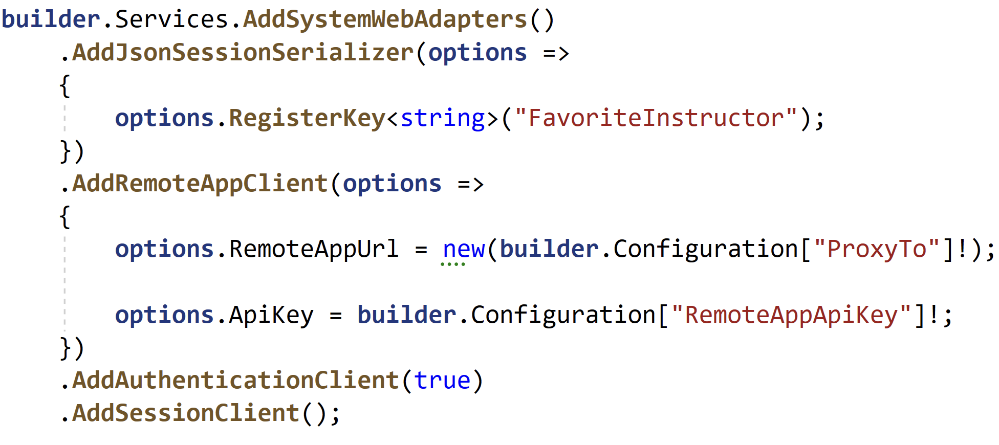 builder.Services.AddSystemWebAdapters()
    .AddJsonSessionSerializer(options =>
    {
        options.RegisterKey<string>("FavoriteInstructor");
    })
    .AddRemoteAppClient(options =>
    {
        options.RemoteAppUrl = new(builder.Configuration["ProxyTo"]!);
        options.ApiKey = builder.Configuration["RemoteAppApiKey"]!;
    })
    .AddAuthenticationClient(true)
    .AddSessionClient();